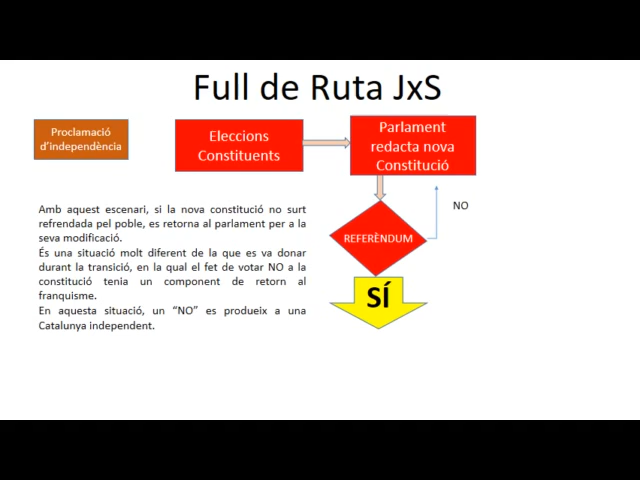 Full de Ruta JxS
Proclamació
d'independència
Eleccions
Constituents
Parlament
redacta nova
Constitució
NO
REFERÈNDUM
SÍ
Amb aquest escenari, si la nova constitució no surt
refrendada pel poble, es retorna al parlament per a la
seva modificació.
És una situació molt diferent de la que es va donar
durant la transició, en la qual el fet de votar NO a la
constitució tenia un component de retorn al
franquisme.
En aquesta situació, un “NO” es produeix a una
Catalunya independent.